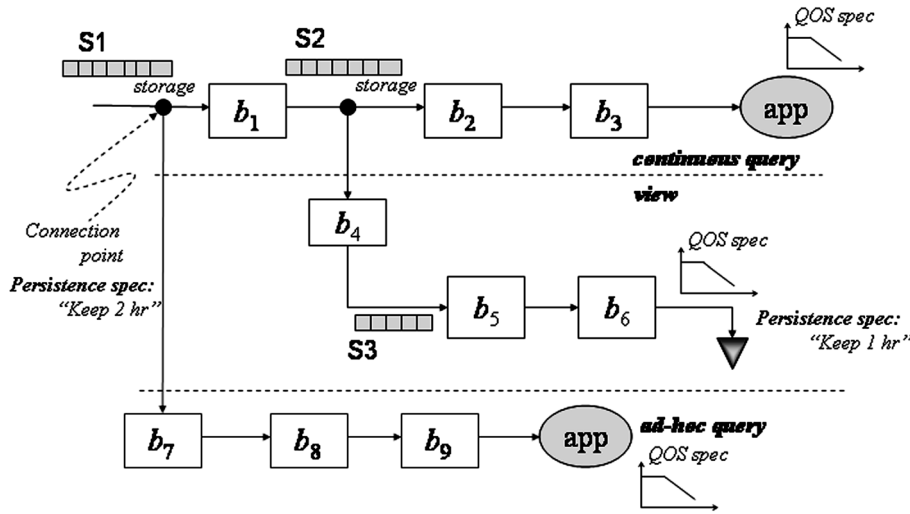 QOS spec
S1
S2
storage
storage
b1
b2
b3
app
continuous query
view
Connection
point
b4
QOS spec
Persistence spec:
"Keep 2 hr"
b5
b6
Persistence spec:
"Keep 1 hr"
S3
b7
b8
b9
app
ad-hoc query
QOS spec